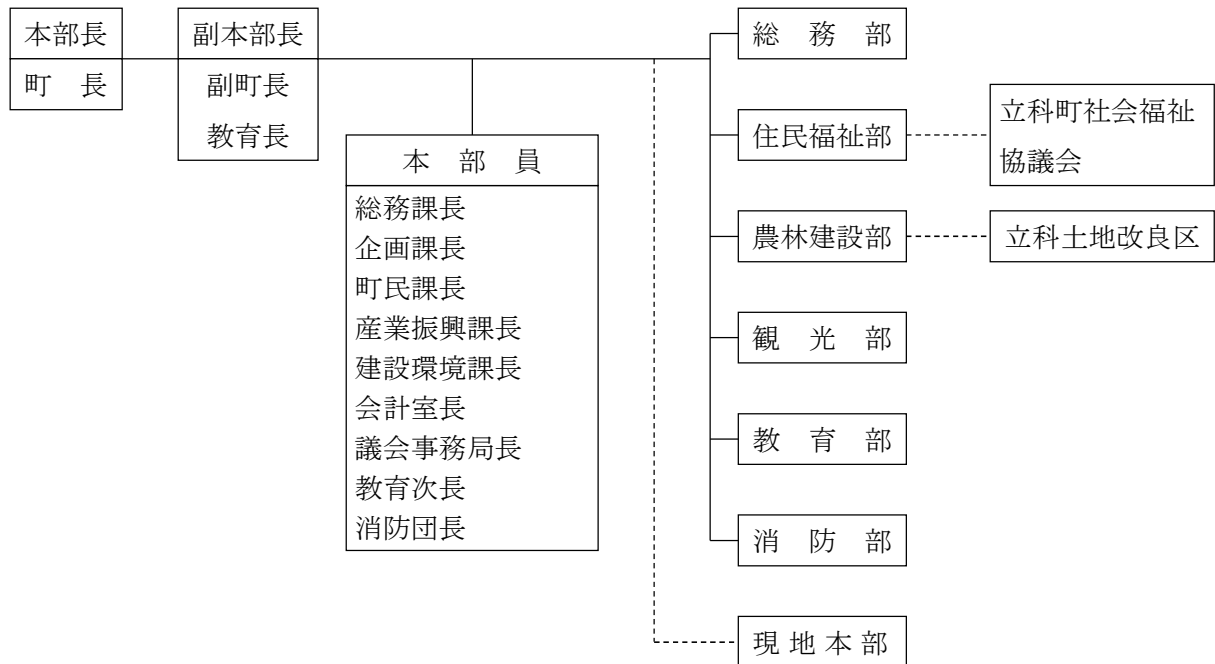 本部長
町　長
副本部長
副町長
教育長
本　部　員
総務課長
企画課長
町民課長
産業振興課長
建設環境課長
会計室長
議会事務局長
教育次長
消防団長
総　務　部
住民福祉部
立科町社会福祉
協議会
農林建設部
立科土地改良区
観　光　部
教　育　部
消　防　部
現 地 本 部